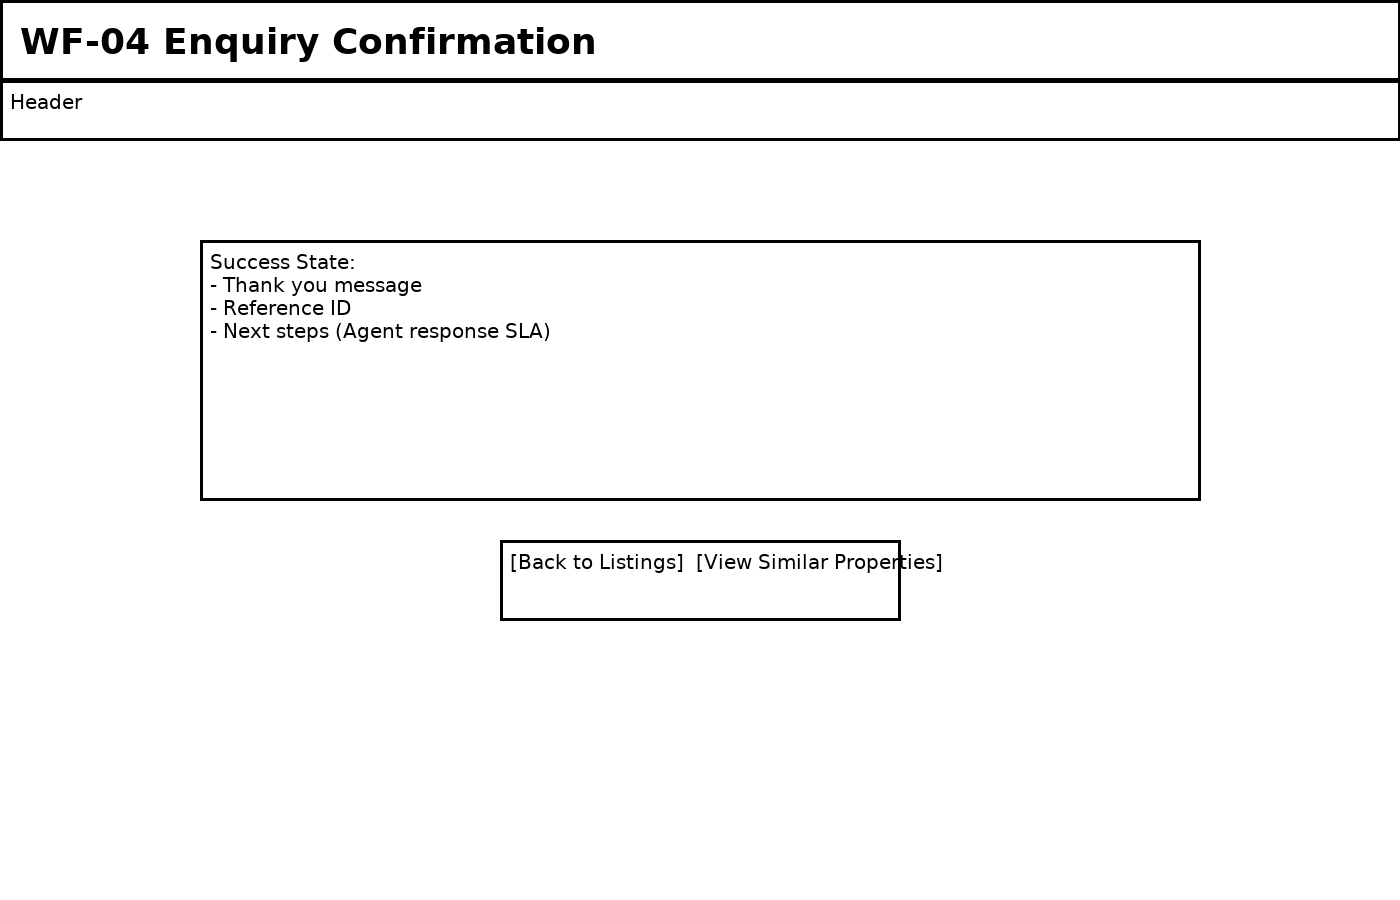 WF-04 Enquiry Confirmation
Header
Success State:
- Thank you message
- Reference ID
- Next steps (Agent response SLA)
[Back to Listings]  [View Similar Properties]